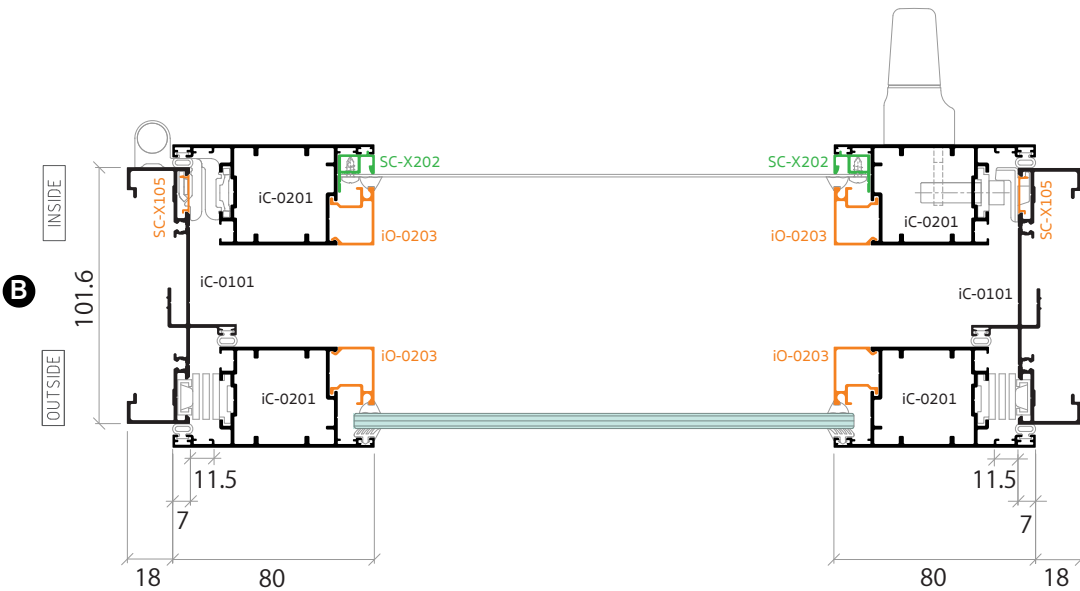 SC-X202
SC-X202
INSIDE
SC-X105
iC-0201
iC-0201
SC-X105
iO-0203
iO-0203
B
101.6
iC-0101
iC-0101
OUTSIDE
iO-0203
iO-0203
iC-0201
iC-0201
11.5
11.5
7
7
18
80
80
18